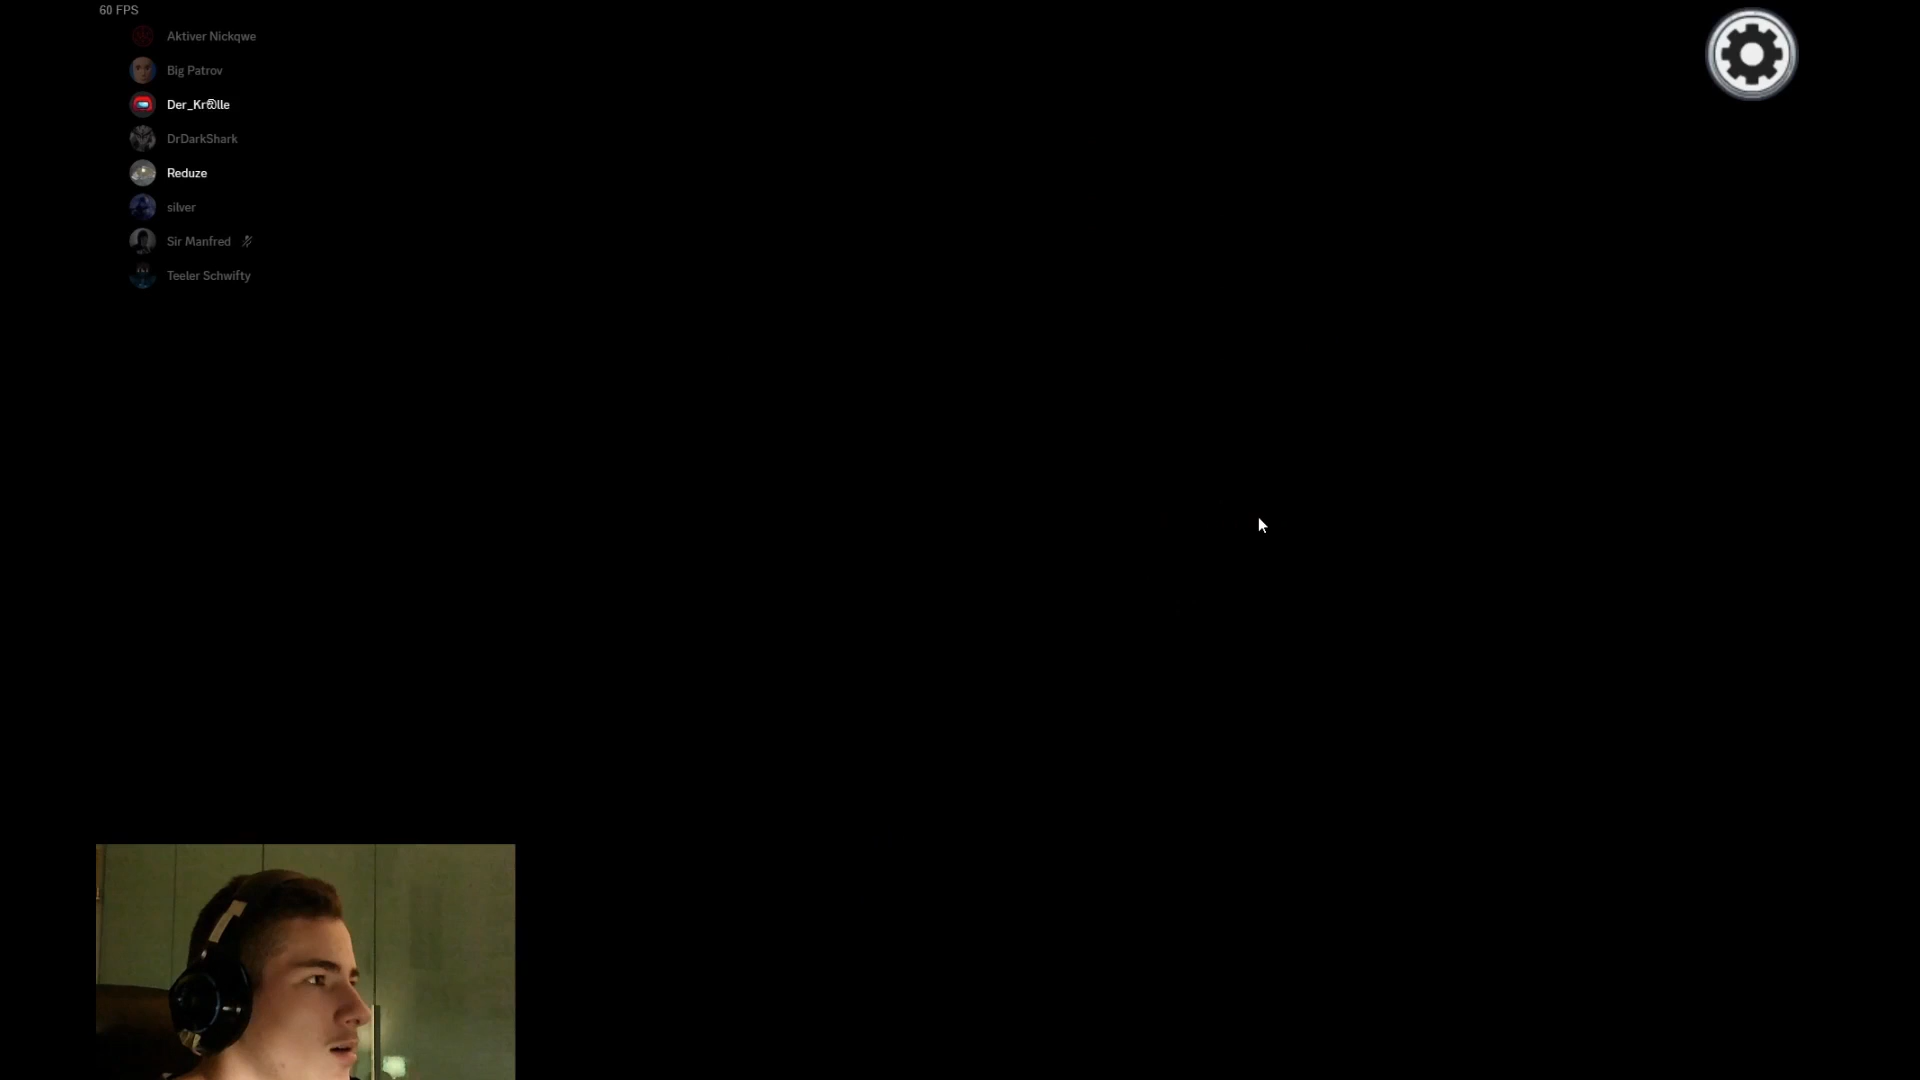 60 FPS
Aktiver Nickqwe
Big Patrov
DrDarkShark
Reduze
silver
Sir Manfred
Teeler Schwifty